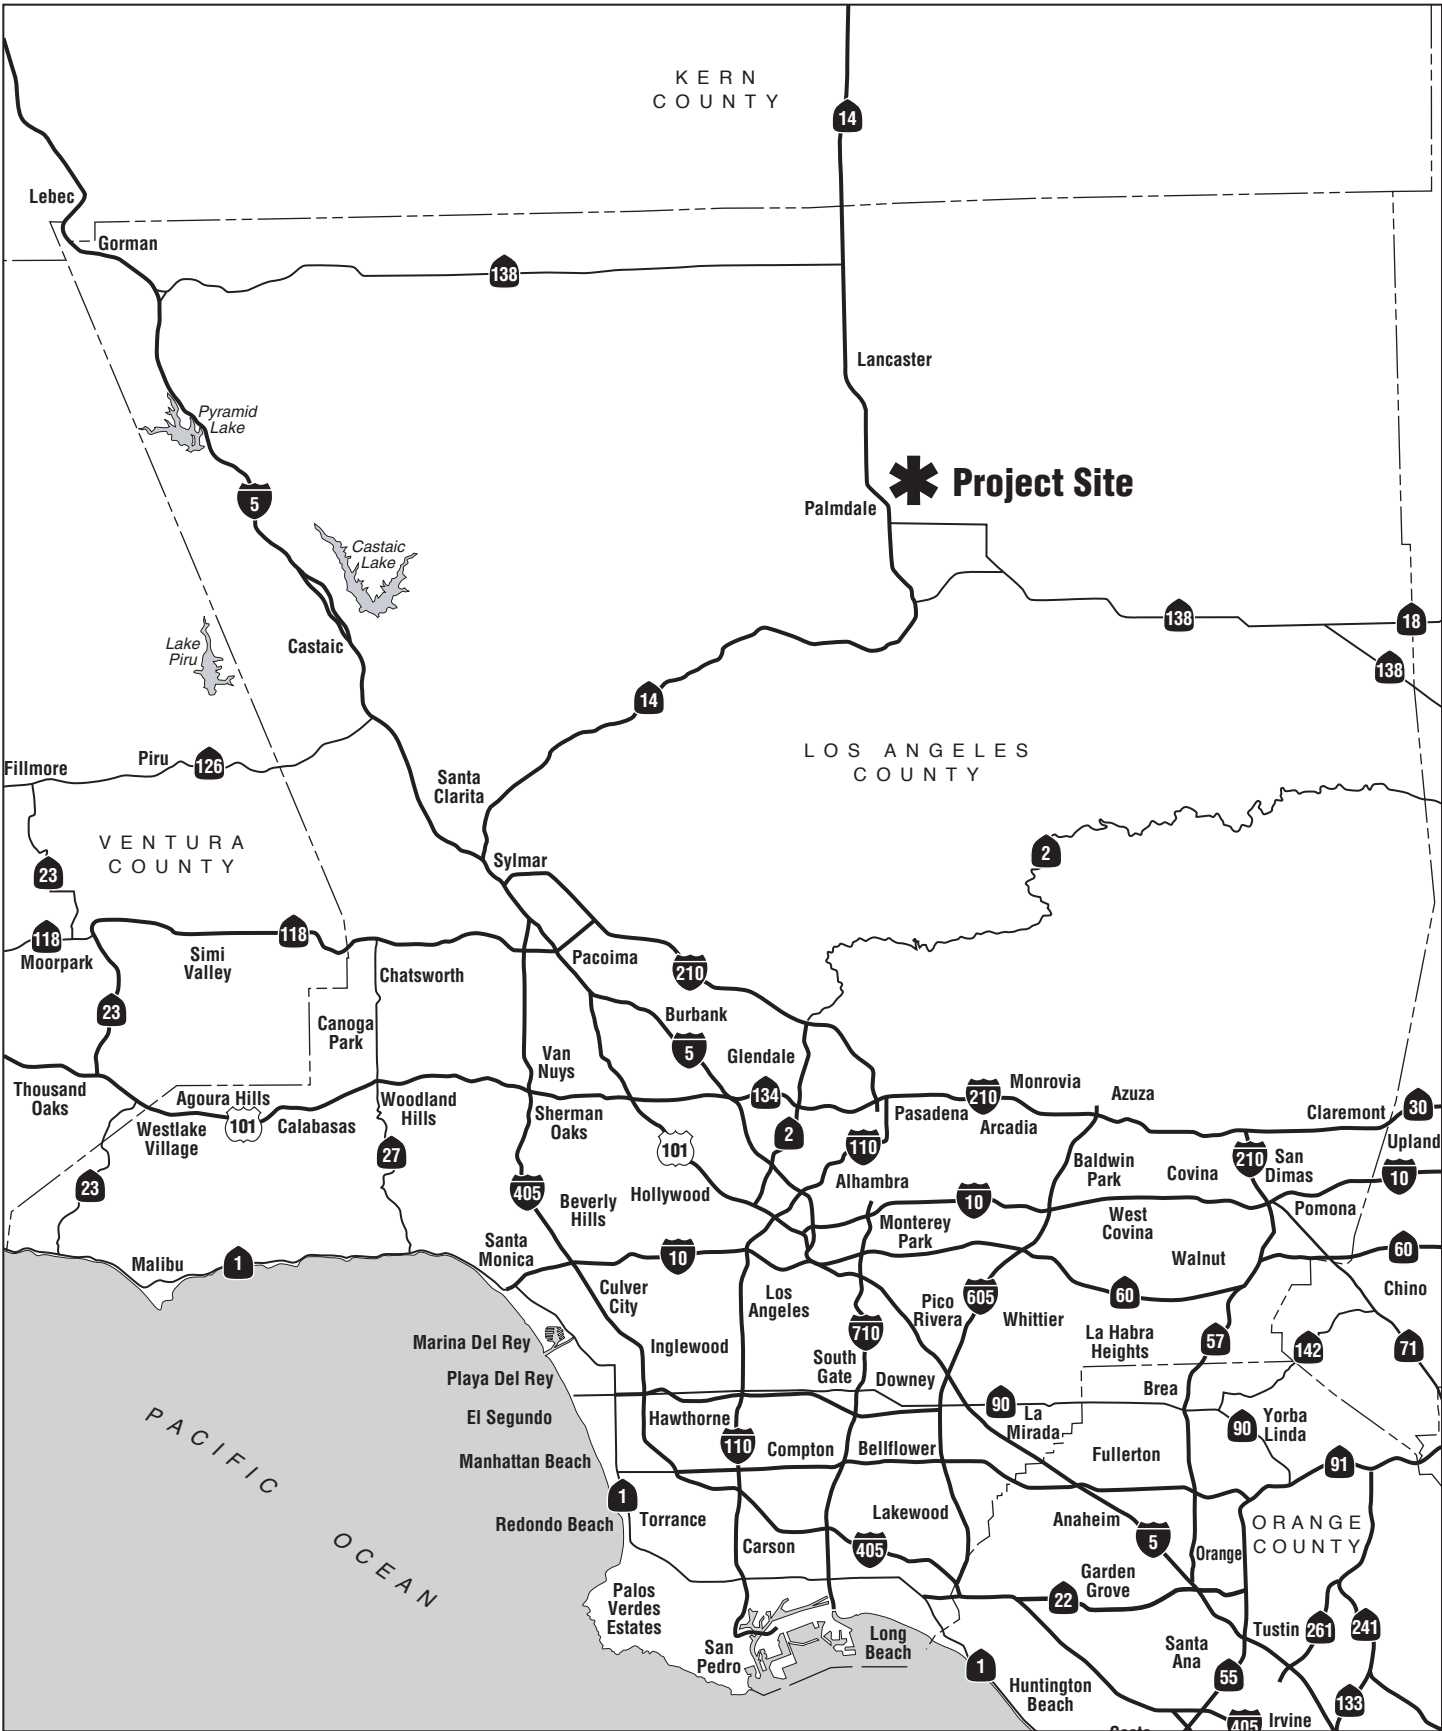 KERN
COUNTY
14
Lebec
Gorman
138
Lancaster
Pyramid
Lake
5
Project Site
Palmdale
Castaic
Lake
138
18
Lake
Piru
Castaic
138
14
LOS ANGELES
COUNTY
Fillmore
Piru
126
Santa
Clarita
VENTURA
COUNTY
23
2
Sylmar
118
118
Moorpark
Simi
Valley
Chatsworth
Pacoima
210
23
Canoga
Park
Burbank
5
Van
Nuys
Glendale
Thousand
Oaks
Agoura Hills
101
Westlake
Village
Calabasas
Woodland
Hills
134
Sherman
Oaks
Pasadena
210
Monrovia
Arcadia
Azuza
Claremont
30
Upland
2
101
110
27
23
405
Beverly
Hills
Hollywood
Alhambra
10
Baldwin
Park
Covina
210
San
Dimas
10
Pomona
Monterey
Park
West
Covina
Santa
Monica
10
Walnut
60
Malibu
1
Culver
City
Los
Angeles
Pico
Rivera
605
Whittier
60
Chino
Marina Del Rey
Inglewood
710
La Habra
Heights
57
142
71
South
Gate
Playa Del Rey
Downey
Brea
El Segundo
Hawthorne
90
La
Mirada
90
Yorba
Linda
PACIFIC
OCEAN
Manhattan Beach
110
Compton
Bellflower
Fullerton
91
1
Redondo Beach
Torrance
Lakewood
Anaheim
5
ORANGE
COUNTY
Carson
405
Orange
Palos
Verdes
Estates
22
Garden
Grove
Tustin
261
241
San
Pedro
Long
Beach
Santa
Ana
1
55
Huntington
Beach
133
405
Irvine